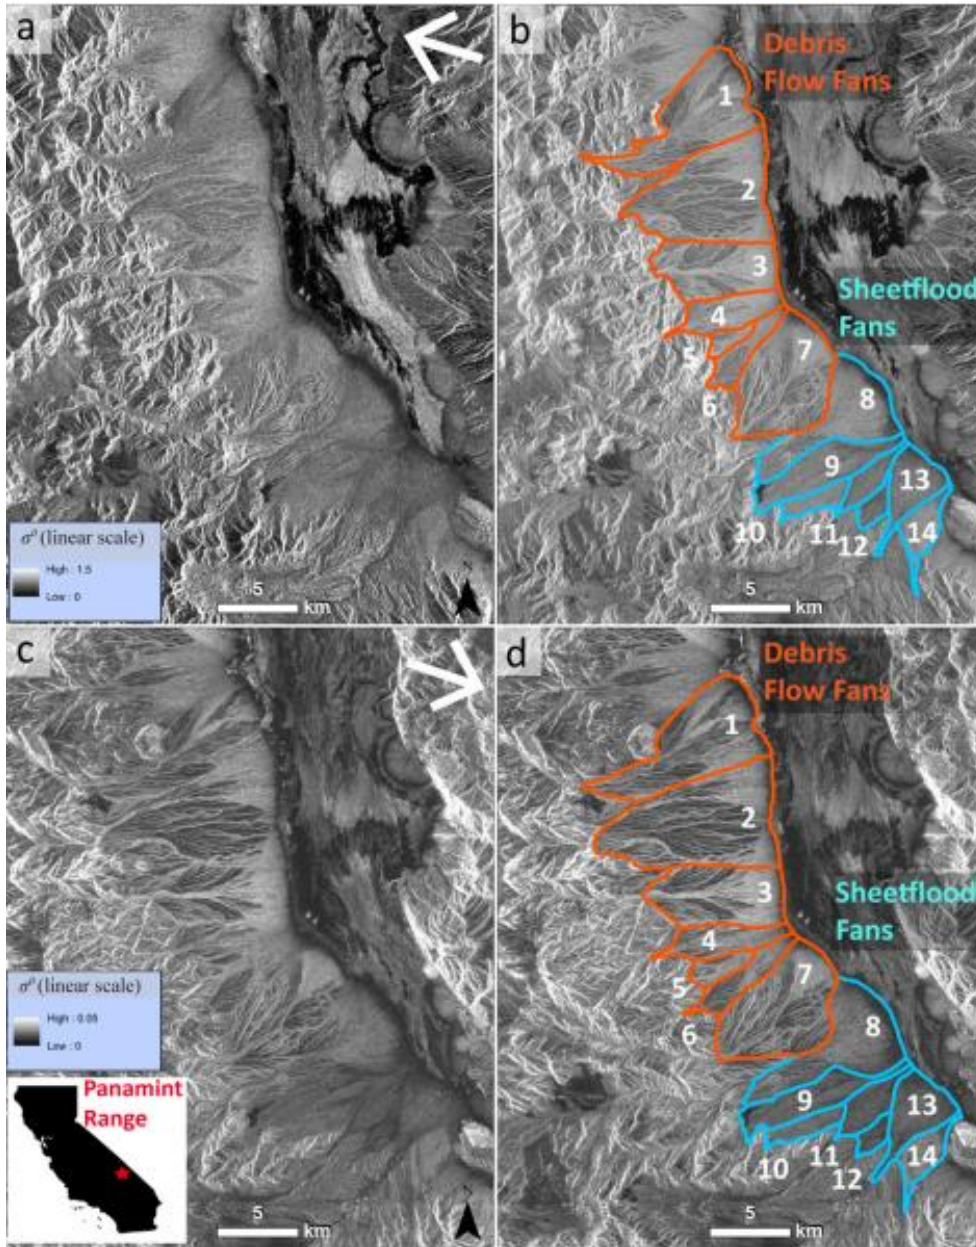 a
σ⁰ (linear scale)
High : 1.5
Low : 0
5
km
b
Debris
Flow Fans
1
2
3
4
5
6
7
Sheetflood
Fans
8
9
10
11
12
13
14
5
km
c
σ⁰ (linear scale)
High : 0.05
Low : 0
Panamint
Range
5
km
d
Debris
Flow Fans
1
2
3
4
5
6
7
Sheetflood
Fans
8
9
10
11
12
13
14
5
km